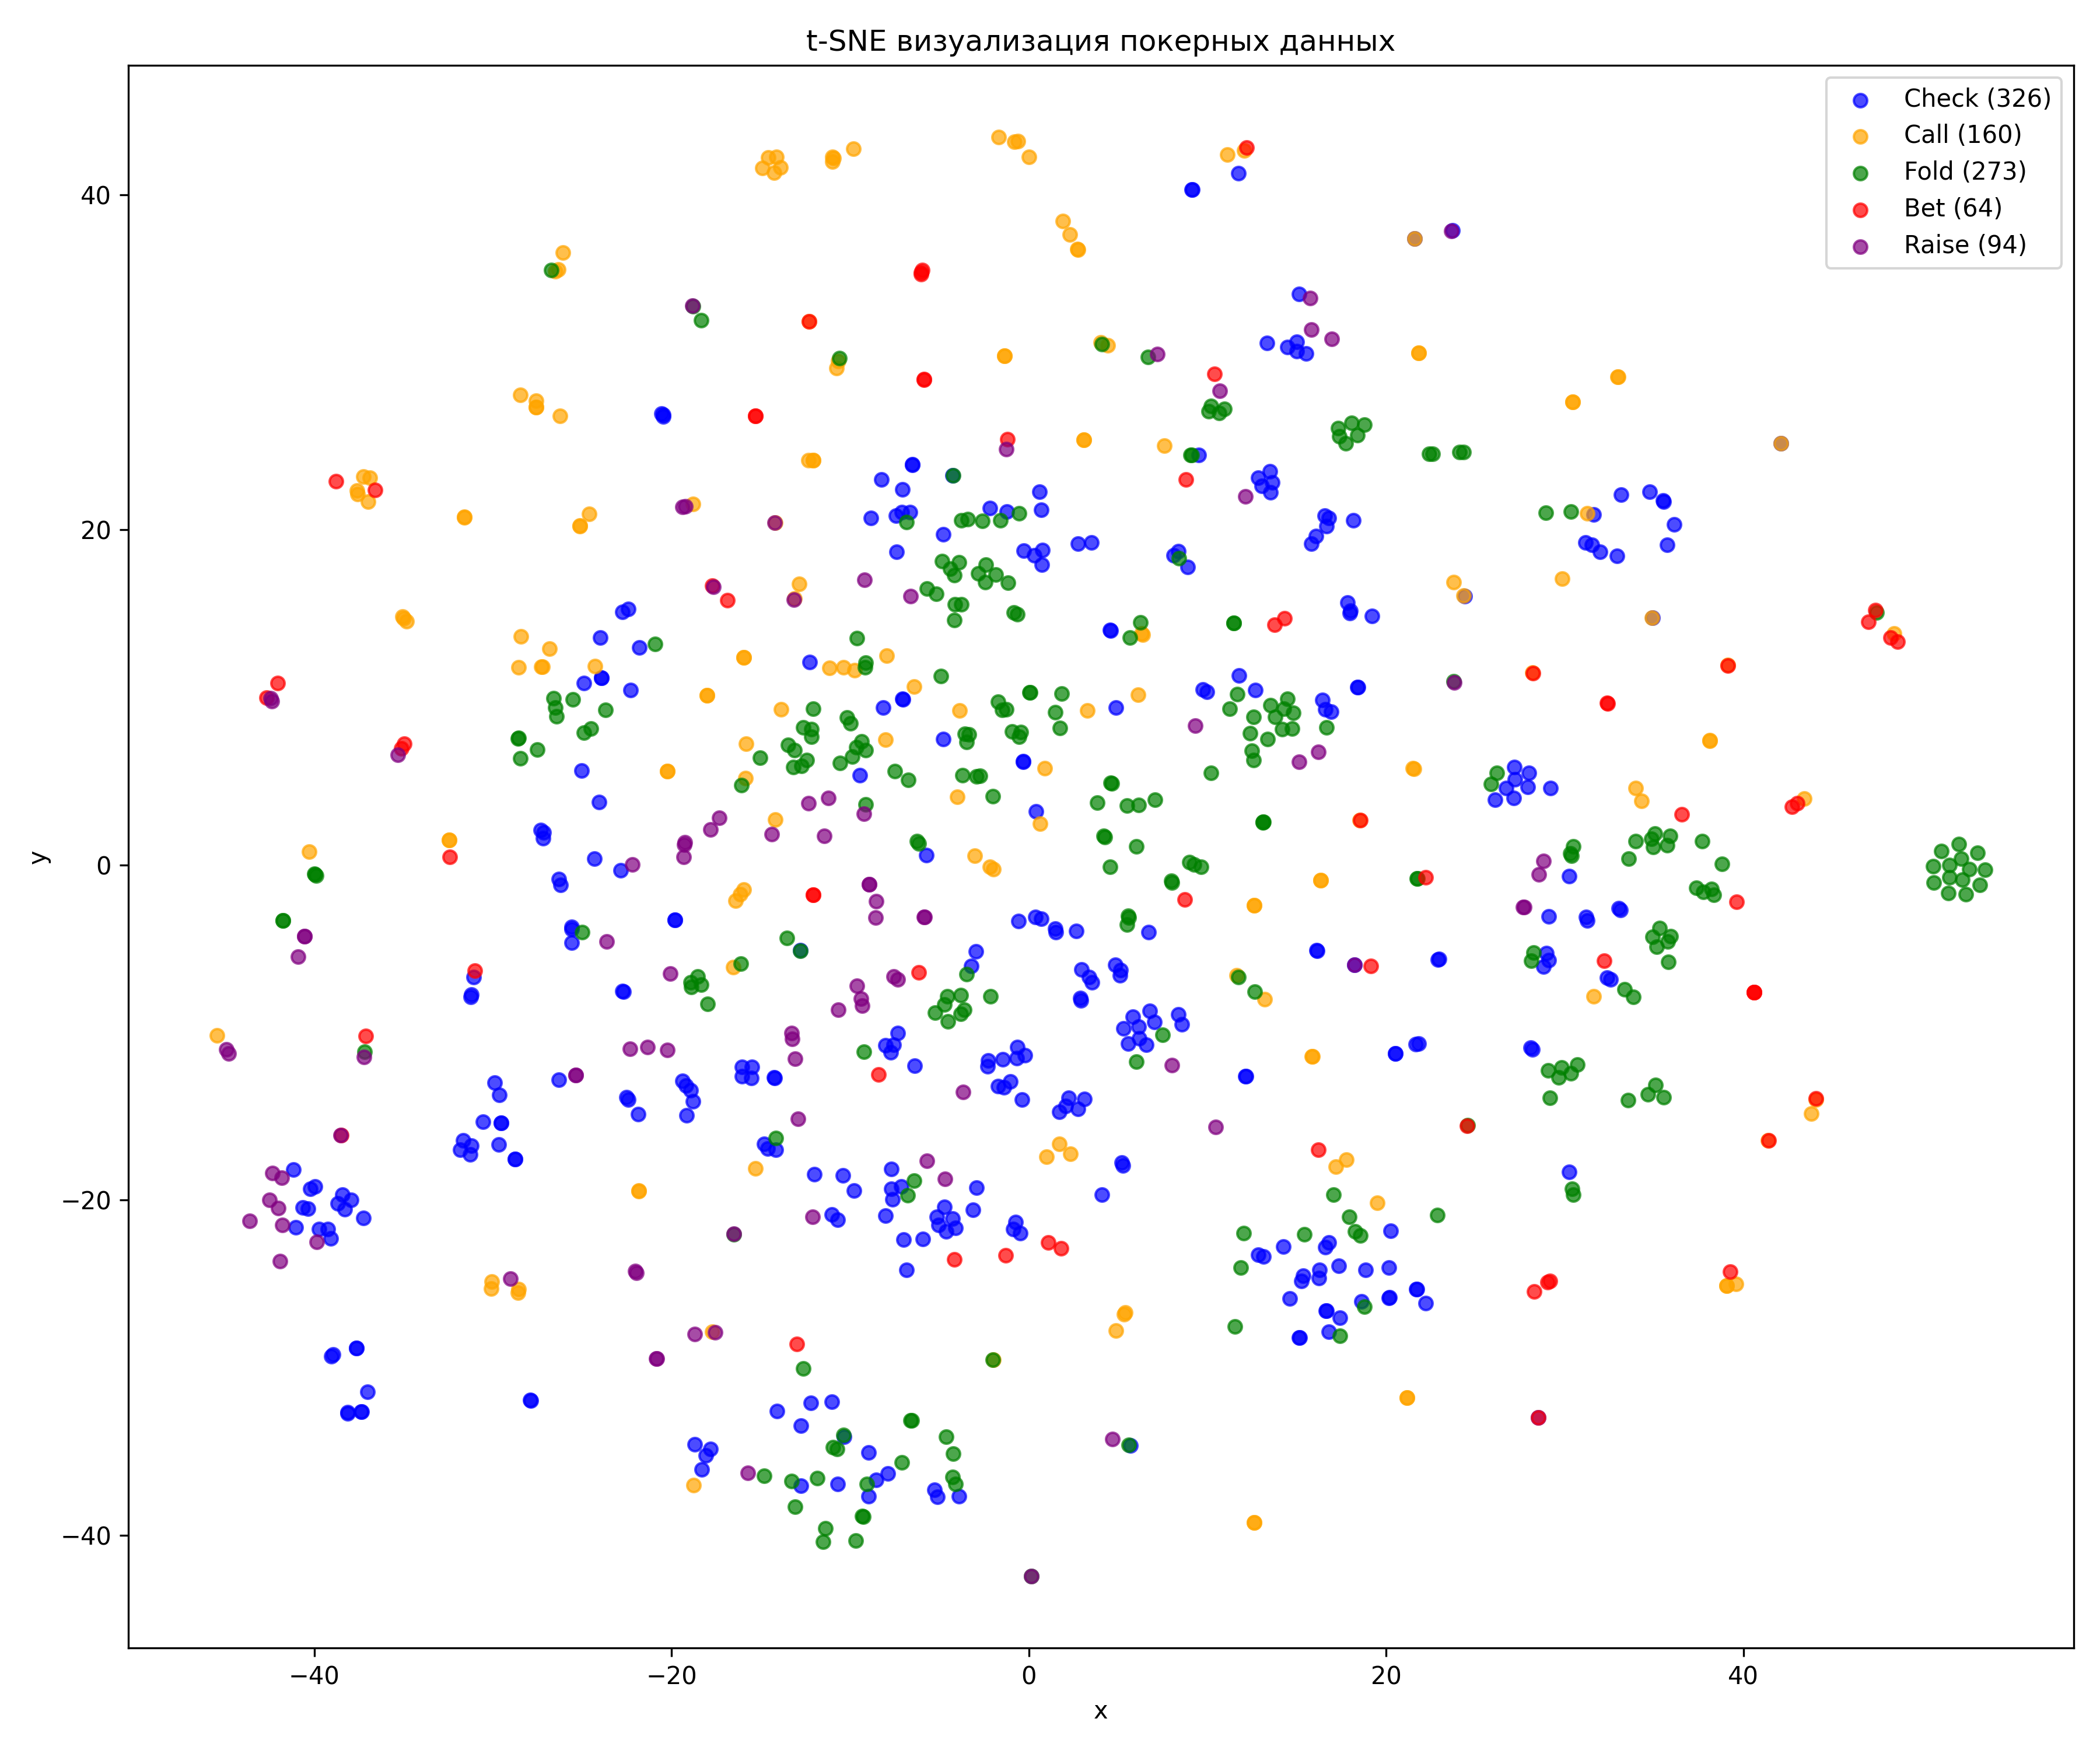 t-SNE визуализация покерных данных
Check (326)
Call (160)
Fold (273)
Bet (64)
Raise (94)
40
20
0
−20
−40
y
−40
−20
0
20
40
x